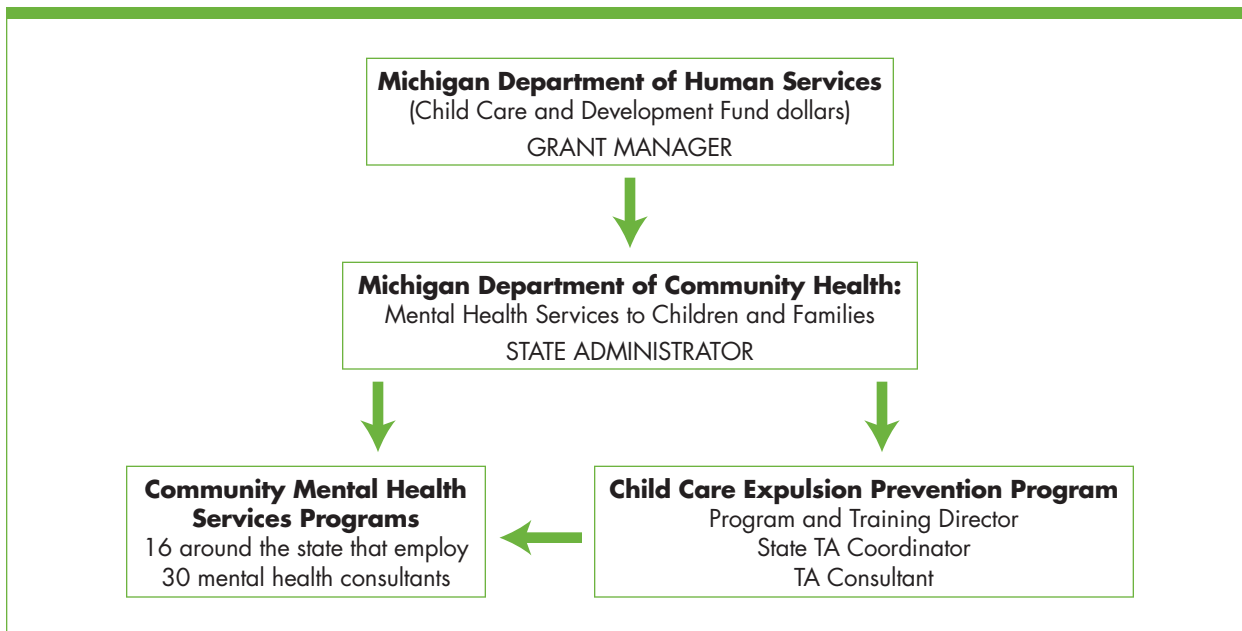 Michigan Department of Human Services
(Child Care and Development Fund dollars)
GRANT MANAGER
Michigan Department of Community Health:
Mental Health Services to Children and Families
STATE ADMINISTRATOR
Community Mental Health
Services Programs
16 around the state that employ
30 mental health consultants
Child Care Expulsion Prevention Program
Program and Training Director
State TA Coordinator
TA Consultant